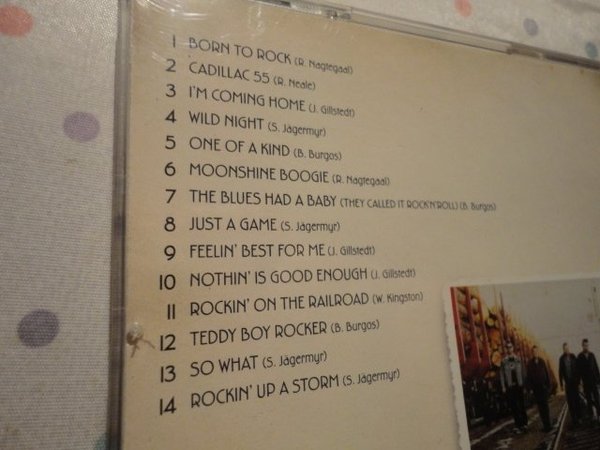 1 BORN TO ROCK (R. Nagtegaal)
2 CADILLAC 55 (R. Neale)
3 I'M COMING HOME (J. Gillstedt)
4 WILD NIGHT (S. Jägermyr)
5 ONE OF A KIND (B. Burgos)
6 MOONSHINE BOOGIE (R. Nagtegaal)
7 THE BLUES HAD A BABY (THEY CALLED IT ROCK'N'ROLL) (B. Burgos)
8 JUST A GAME (S. Jägermyr)
9 FEELIN' BEST FOR ME (J. Gillstedt)
10 NOTHIN' IS GOOD ENOUGH (J. Gillstedt)
11 ROCKIN' ON THE RAILROAD (W. Kingston)
12 TEDDY BOY ROCKER (B. Burgos)
13 SO WHAT (S. Jägermyr)
14 ROCKIN' UP A STORM (S. Jägermyr)